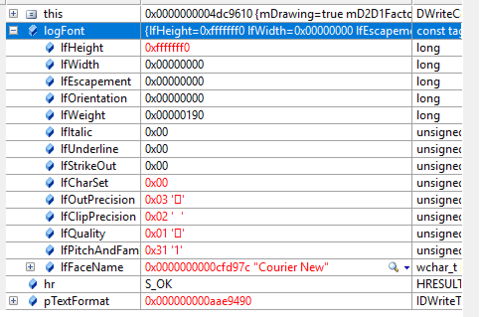 this 0x0000000004dc9610 {mDrawing=true mD2D1Facto DWriteC
logFont {lfHeight=0xfffffff0 lfWidth=0x00000000 lfEscapeme const tag
lfHeight 0xfffffff0 long
lfWidth 0x00000000 long
lfEscapement 0x00000000 long
lfOrientation 0x00000000 long
lfWeight 0x00000190 long
lfItalic 0x00 unsigned
lfUnderline 0x00 unsigned
lfStrikeOut 0x00 unsigned
lfCharSet 0x00 unsigned
lfOutPrecision 0x03 '▯' unsigned
lfClipPrecision 0x02 ' ' unsigned
lfQuality 0x01 '▯' unsigned
lfPitchAndFam 0x31 '1' unsigned
lfFaceName 0x0000000000cfd97c "Courier New" wchar_t
hr S_OK HRESULT
pTextFormat 0x0000000000aae9490 IDWriteT